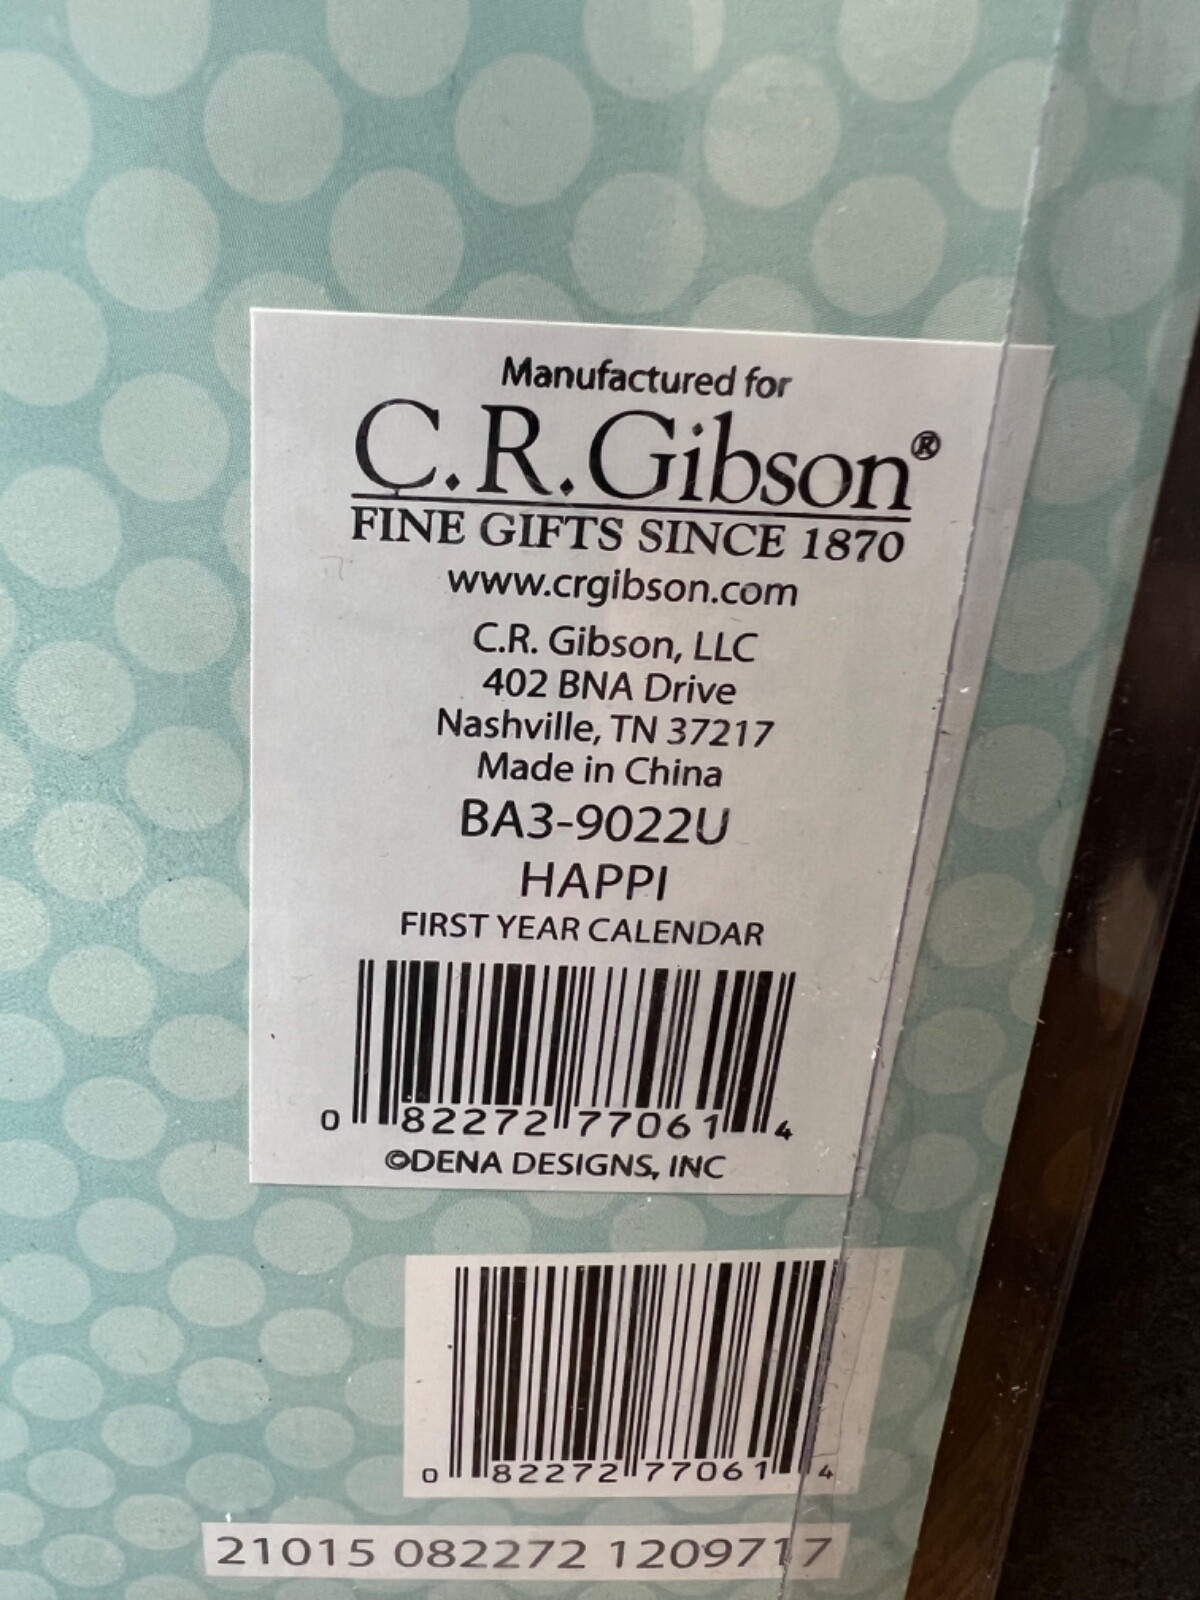 Manufactured for
C.R. Gibson®
FINE GIFTS SINCE 1870
www.crgibson.com
C.R. Gibson, LLC
402 BNA Drive
Nashville, TN 37217
Made in China
BA3-9022U
HAPPI
FIRST YEAR CALENDAR
0 82272 77061 4
©DENA DESIGNS, INC
0 82272 77061 4
21015 082272 1209717